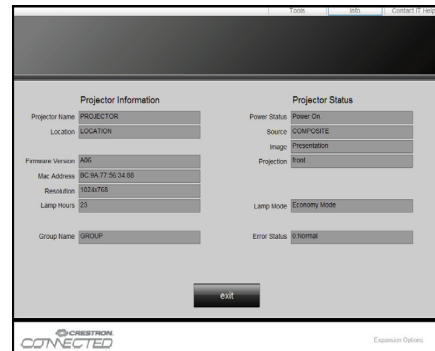 Tools Info Contact IT Help
Projector Information
Projector Name PROJECTOR
Location LOCATION
Firmware Version A06
Mac Address BC:9A:77:56:34:88
Resolution 1024x768
Lamp Hours 23
Group Name GROUP
Projector Status
Power Status Power On.
Source COMPOSITE
Image Presentation
Projection front
Lamp Mode Economy Mode
Error Status 0:Normal
exit
CRESTRON.
CONNECTED
Expansion Options